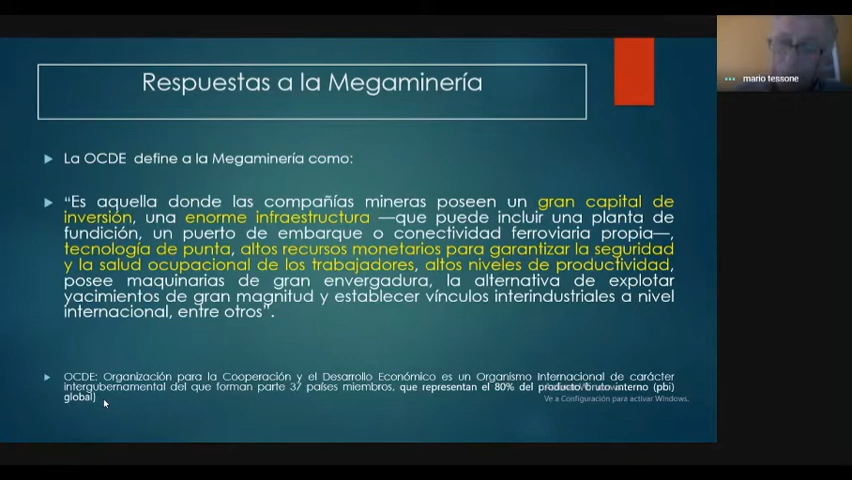 Respuestas a la Megaminería
mario tessone
La OCDE define a la Megaminería como:
“Es aquella donde las compañías mineras poseen un gran capital de
inversión, una enorme infraestructura —que puede incluir una planta de
fundición, un puerto de embarque o conectividad ferroviaria propia—,
tecnología de punta, altos recursos monetarios para garantizar la seguridad
y la salud ocupacional de los trabajadores, altos niveles de productividad,
posee maquinarias de gran envergadura, la alternativa de explotar
yacimientos de gran magnitud y establecer vínculos interindustriales a nivel
internacional, entre otros”.
OCDE: Organización para la Cooperación y el Desarrollo Económico es un Organismo Internacional de carácter
intergubernamental del que forman parte 37 países miembros, que representan el 80% del producto bruto interno (pbi)
global)
Ve a Configuración para activar Windows.